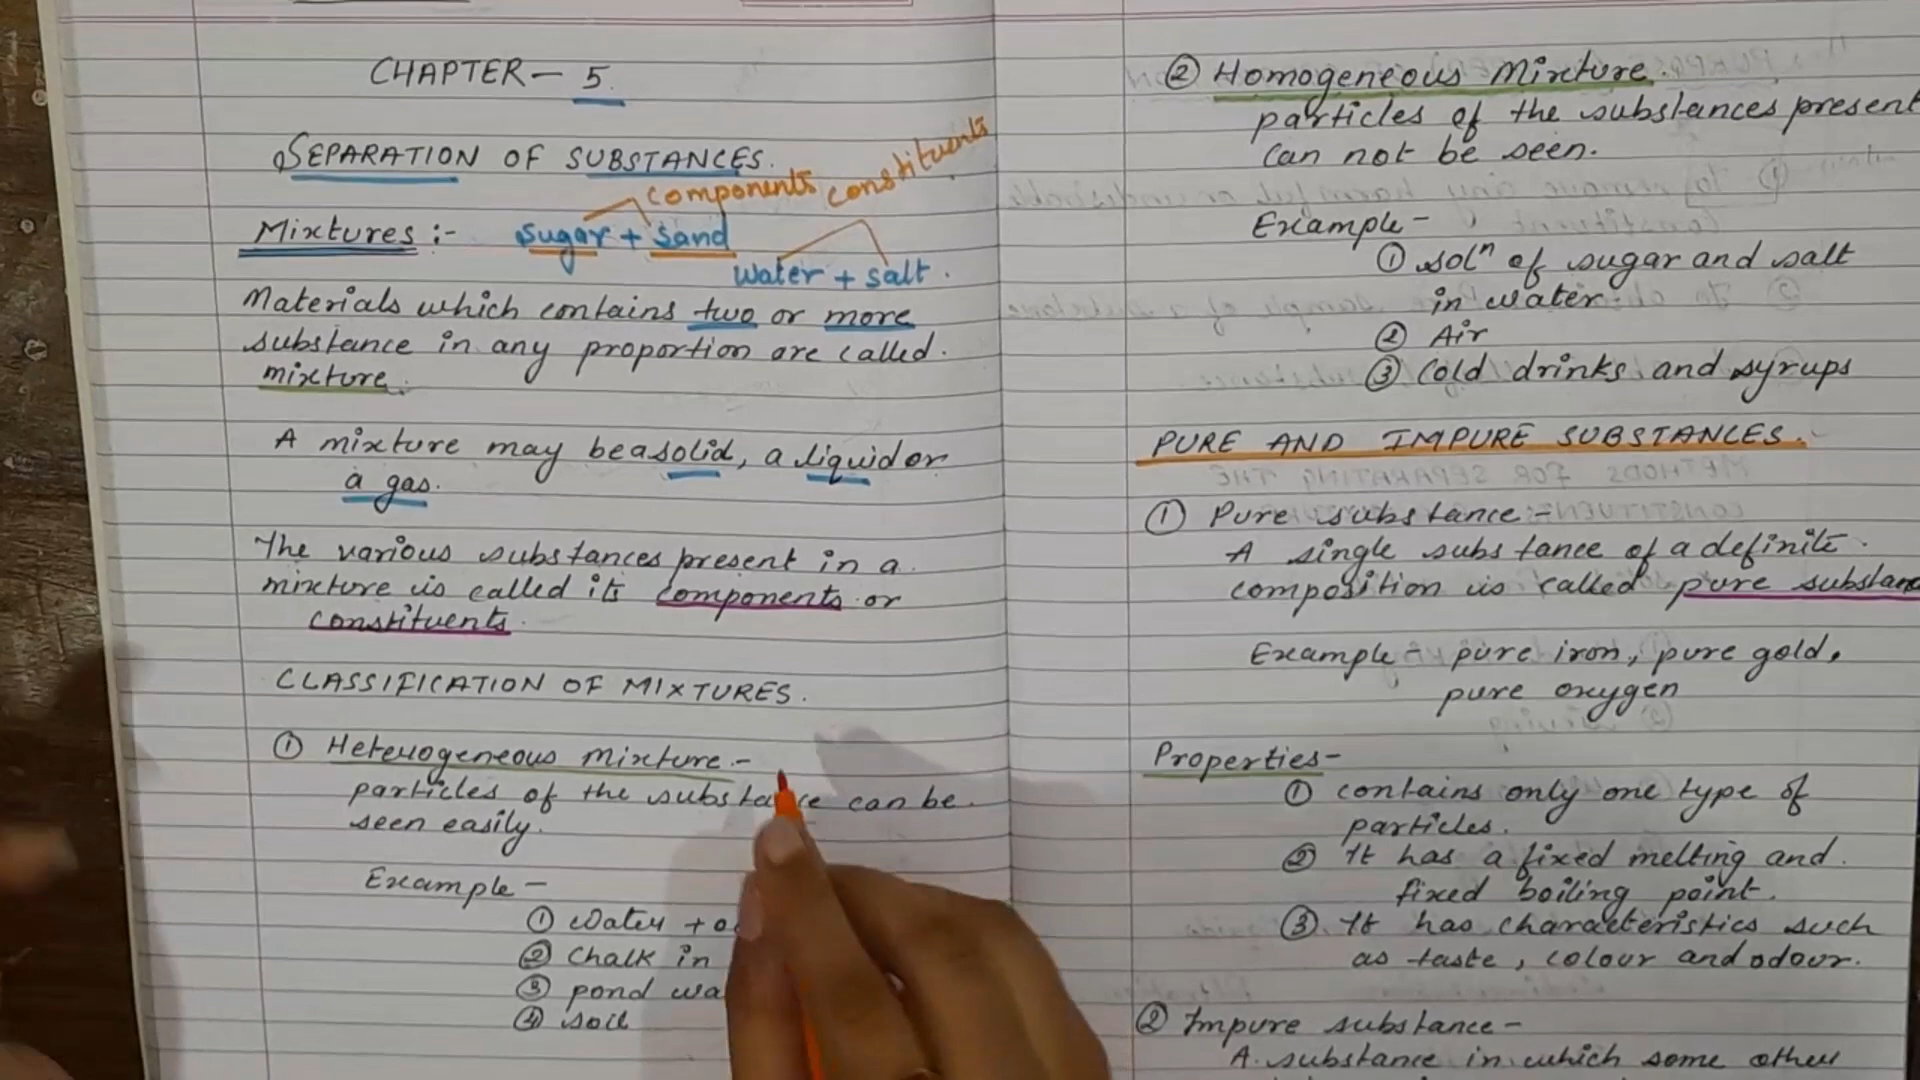 CHAPTER — 5.
SEPARATION OF SUBSTANCES.
components constituents
Mixtures :- sugar + sand
water + salt.
Materials which contains two or more
substance in any proportion are called.
mixture.
A mixture may be a solid, a liquid or
a gas.
The various substances present in a.
mixture is called its components or
constituents.
CLASSIFICATION OF MIXTURES.
① Heterogeneous mixture -
particles of the substance can be.
seen easily.
Example -
① water +
② Chalk in
③ pond
④ soil
② Homogeneous Mixture.
particles of the substances present
can not be seen.
Example -
① solⁿ of sugar and salt
in water.
② Air
③ Cold drinks and syrups
PURE AND IMPURE SUBSTANCES.
① Pure substance :-
A single substance of a definite.
composition is called pure
Example - pure iron, pure gold,
pure oxygen
Properties -
① contains only one type of
particles.
② It has a fixed melting and.
fixed boiling point.
③ It has characteristics such
as taste, colour and odour.
② Impure substance -
A substance in which some other